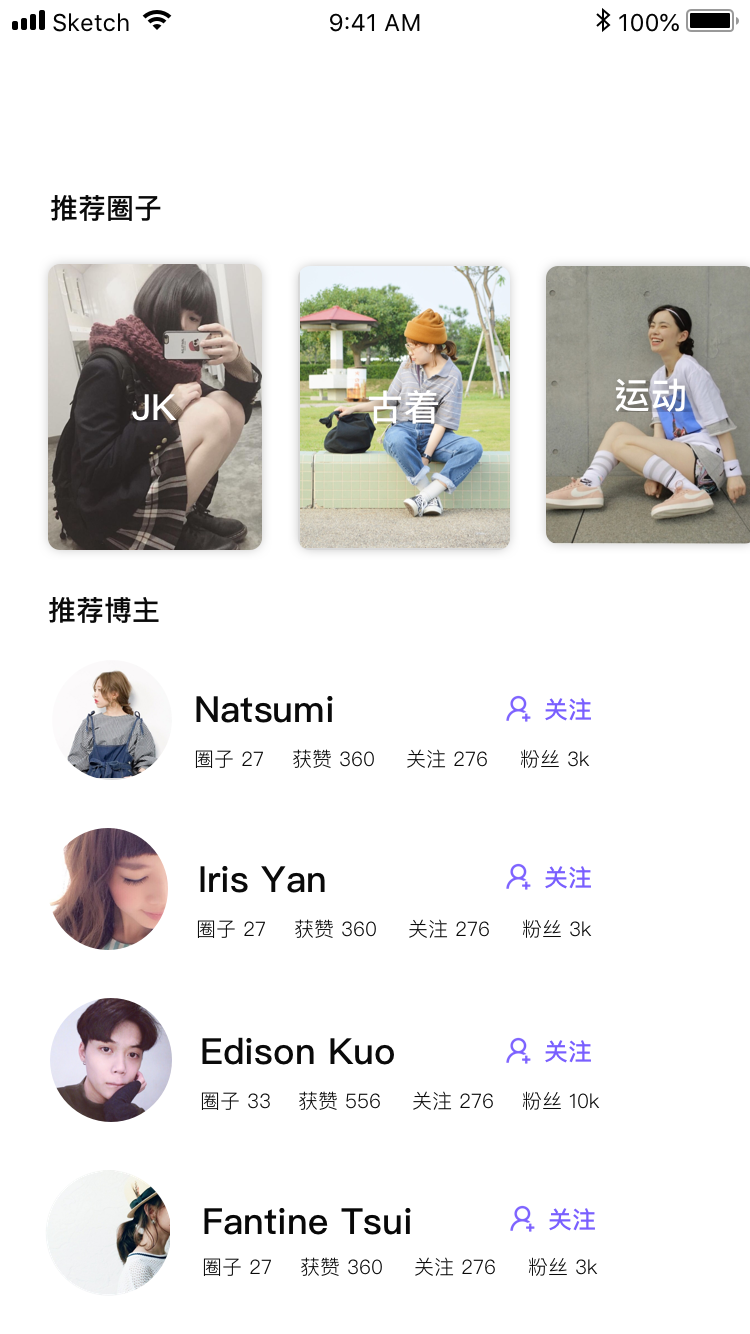 Sketch 9:41 AM 100%
推荐圈子
JK 古着 运动
推荐博主
Natsumi 关注
圈子 27 获赞 360 关注 276 粉丝 3k
Iris Yan 关注
圈子 27 获赞 360 关注 276 粉丝 3k
Edison Kuo 关注
圈子 33 获赞 556 关注 276 粉丝 10k
Fantine Tsui 关注
圈子 27 获赞 360 关注 276 粉丝 3k